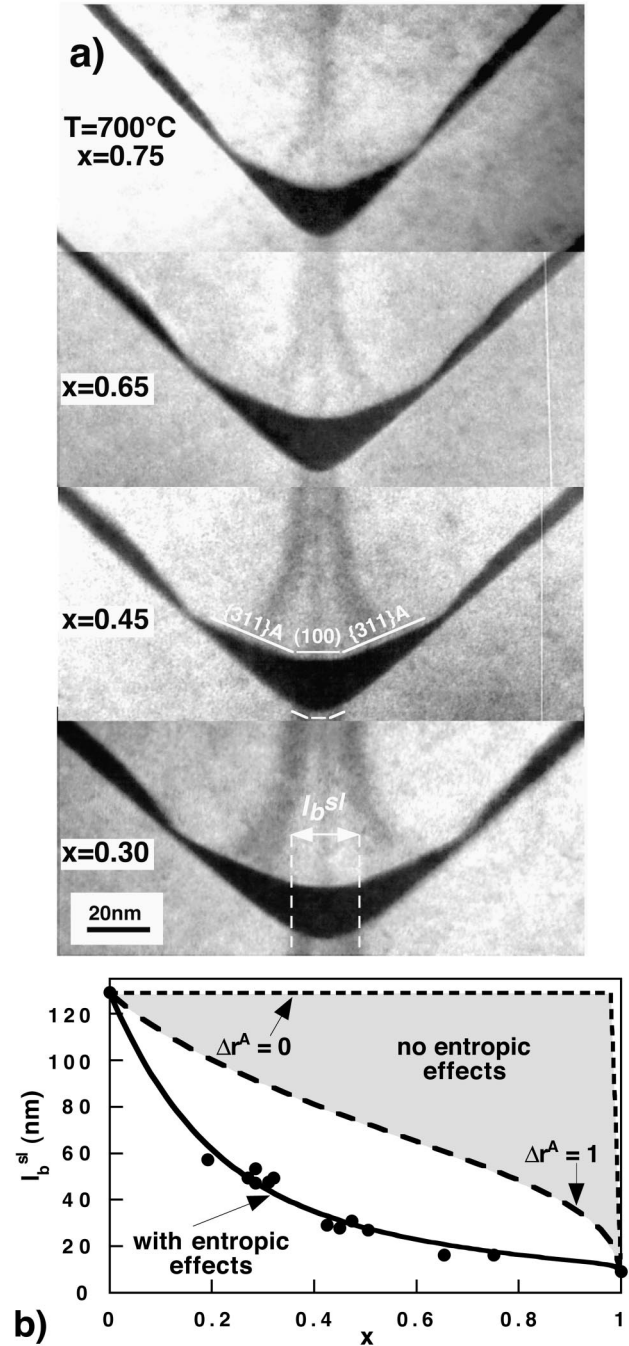 a)
T=700°C
x=0.75
x=0.65
x=0.45
{311}A (100) {311}A
x=0.30
l_b^sl
20nm
120
100
80
60
40
20
0
l_b^sl (nm)
Δr^A = 0
no entropic
effects
Δr^A = 1
with entropic
effects
0 0.2 0.4 0.6 0.8 1
x
b)